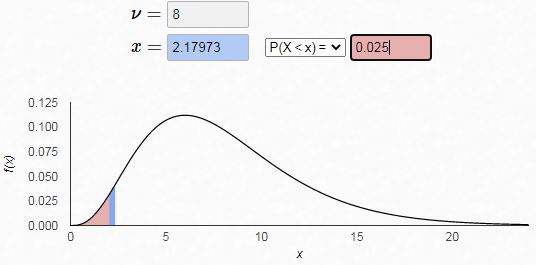 ν = 8
x = 2.17973 P(X < x) = 0.025
0.125
0.100
0.075
0.050
0.025
0.000
f(x)
0 5 10 15 20
x